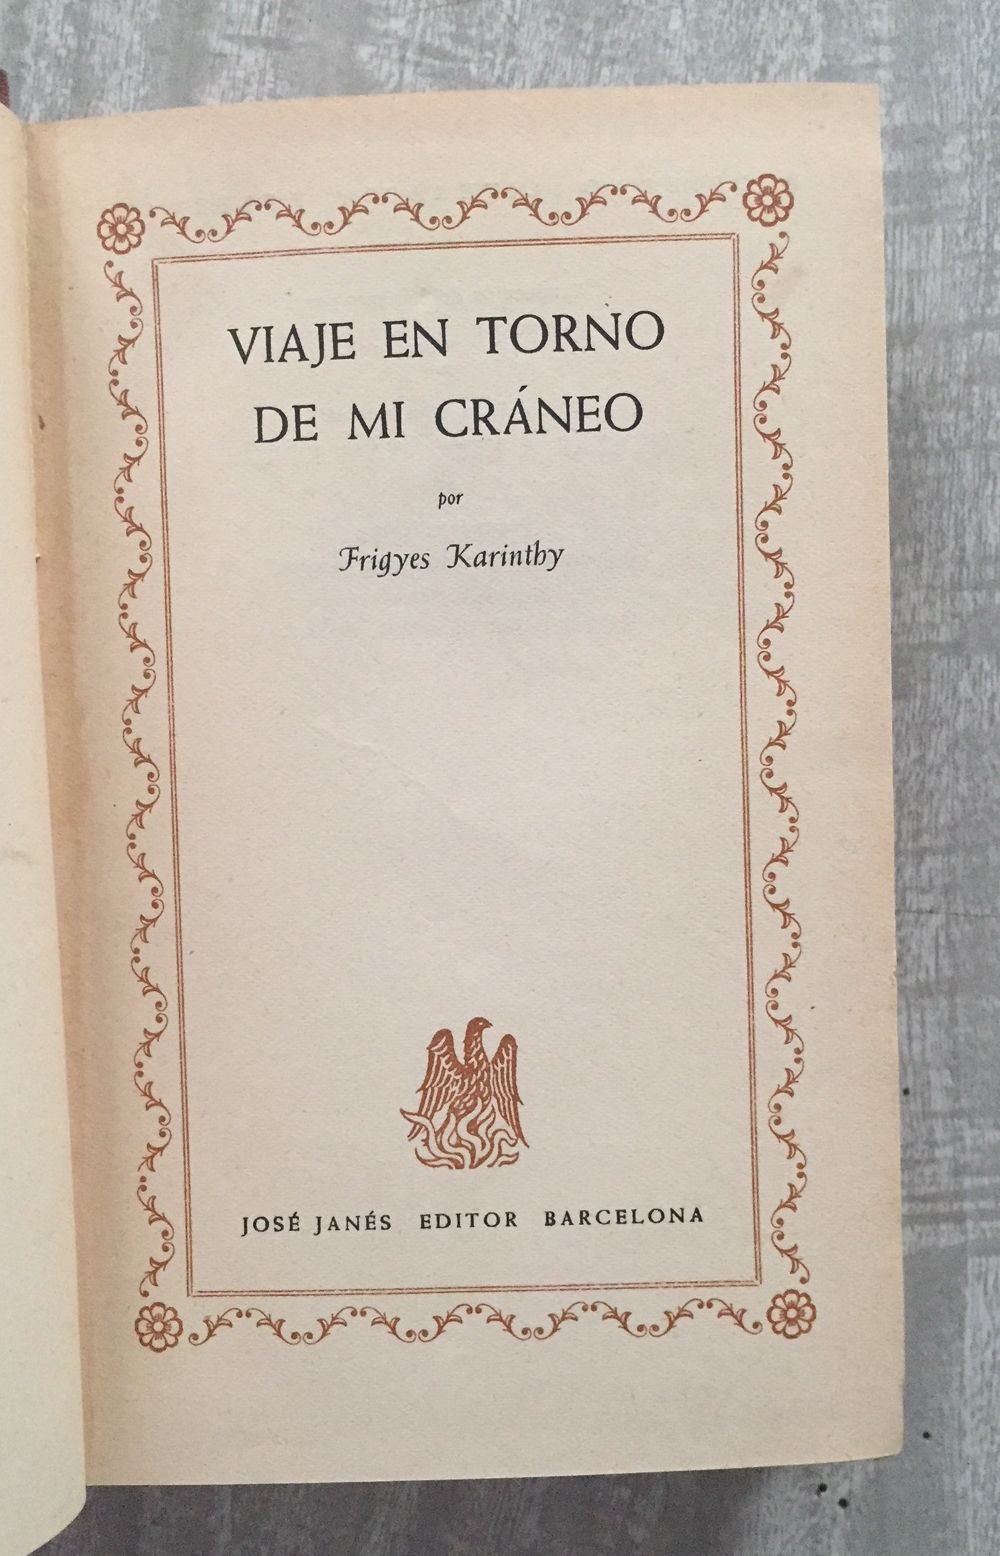 VIAJE EN TORNO
DE MI CRÁNEO
por
Frigyes Karinthy
JOSÉ JANÉS EDITOR BARCELONA